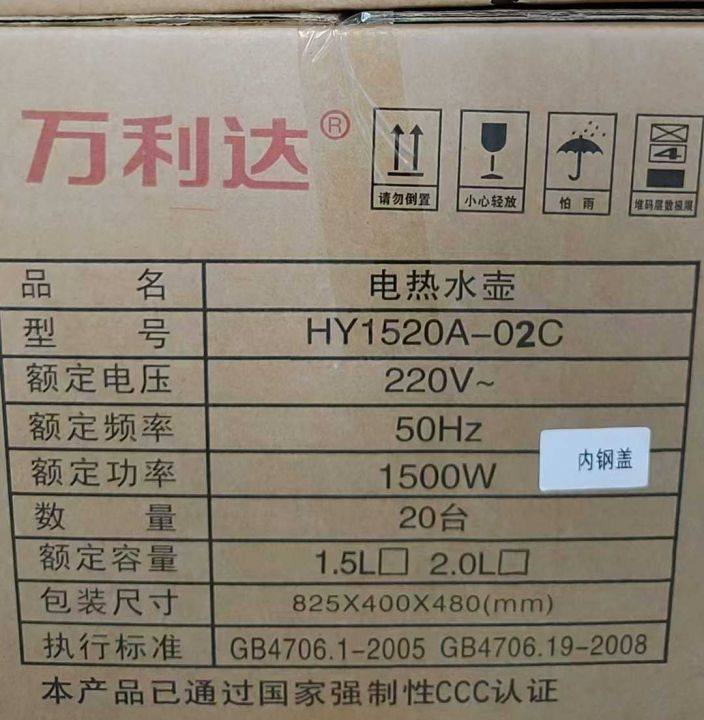 万利达®
请勿倒置 小心轻放 怕雨 堆码层数极限
4
品名 电热水壶
型号 HY1520A-02C
额定电压 220V~
额定频率 50Hz
额定功率 1500W
内钢盖
数量 20台
额定容量 1.5L□ 2.0L□
包装尺寸 825X400X480(mm)
执行标准 GB4706.1-2005 GB4706.19-2008
本产品已通过国家强制性CCC认证